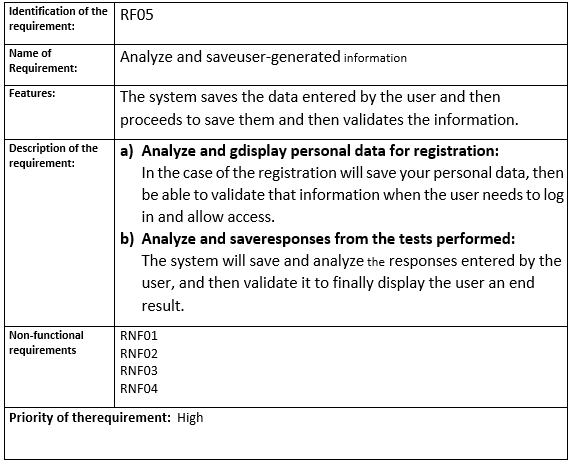 Identification of the
requirement:
RF05
Name of
Requirement:
Analyze and saveuser-generated information
Features:
The system saves the data entered by the user and then
proceeds to save them and then validates the information.
Description of the
requirement:
a) Analyze and gdisplay personal data for registration:
In the case of the registration will save your personal data, then
be able to validate that information when the user needs to log
in and allow access.
b) Analyze and saveresponses from the tests performed:
The system will save and analyze the responses entered by the
user, and then validate it to finally display the user an end
result.
Non-functional
requirements
RNF01
RNF02
RNF03
RNF04
Priority of therequirement: High